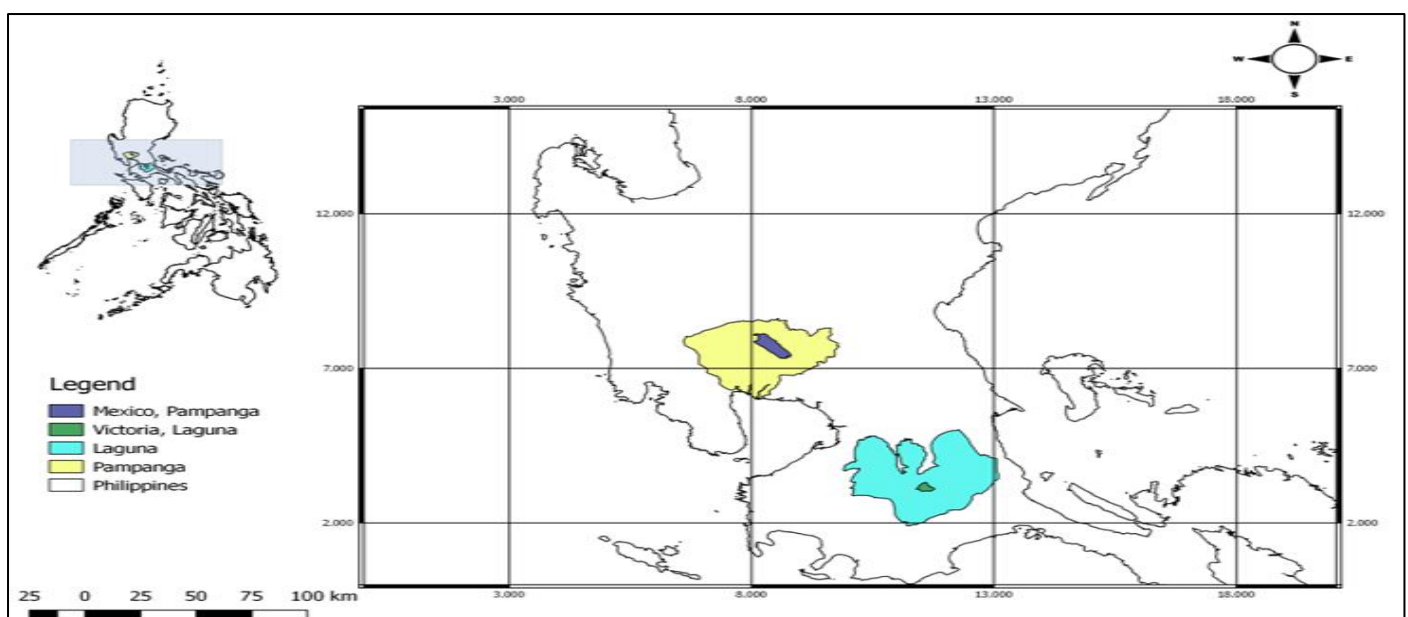 N
W E
S
3.000 8.000 13.000 18.000
12.000 12.000
7.000 7.000
2.000 2.000
3.000 8.000 13.000 18.000
Legend
Mexico, Pampanga
Victoria, Laguna
Laguna
Pampanga
Philippines
25 0 25 50 75 100 km